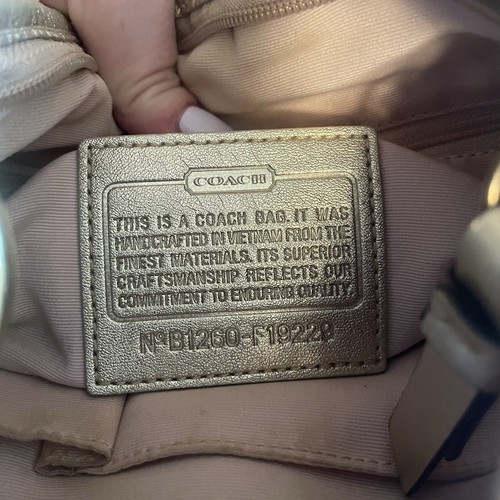 COACH
THIS IS A COACH BAG. IT WAS
HANDCRAFTED IN VIETNAM FROM THE
FINEST MATERIALS. ITS SUPERIOR
CRAFTSMANSHIP REFLECTS OUR
COMMITMENT TO ENDURING QUALITY.
Nº B1260-F19229